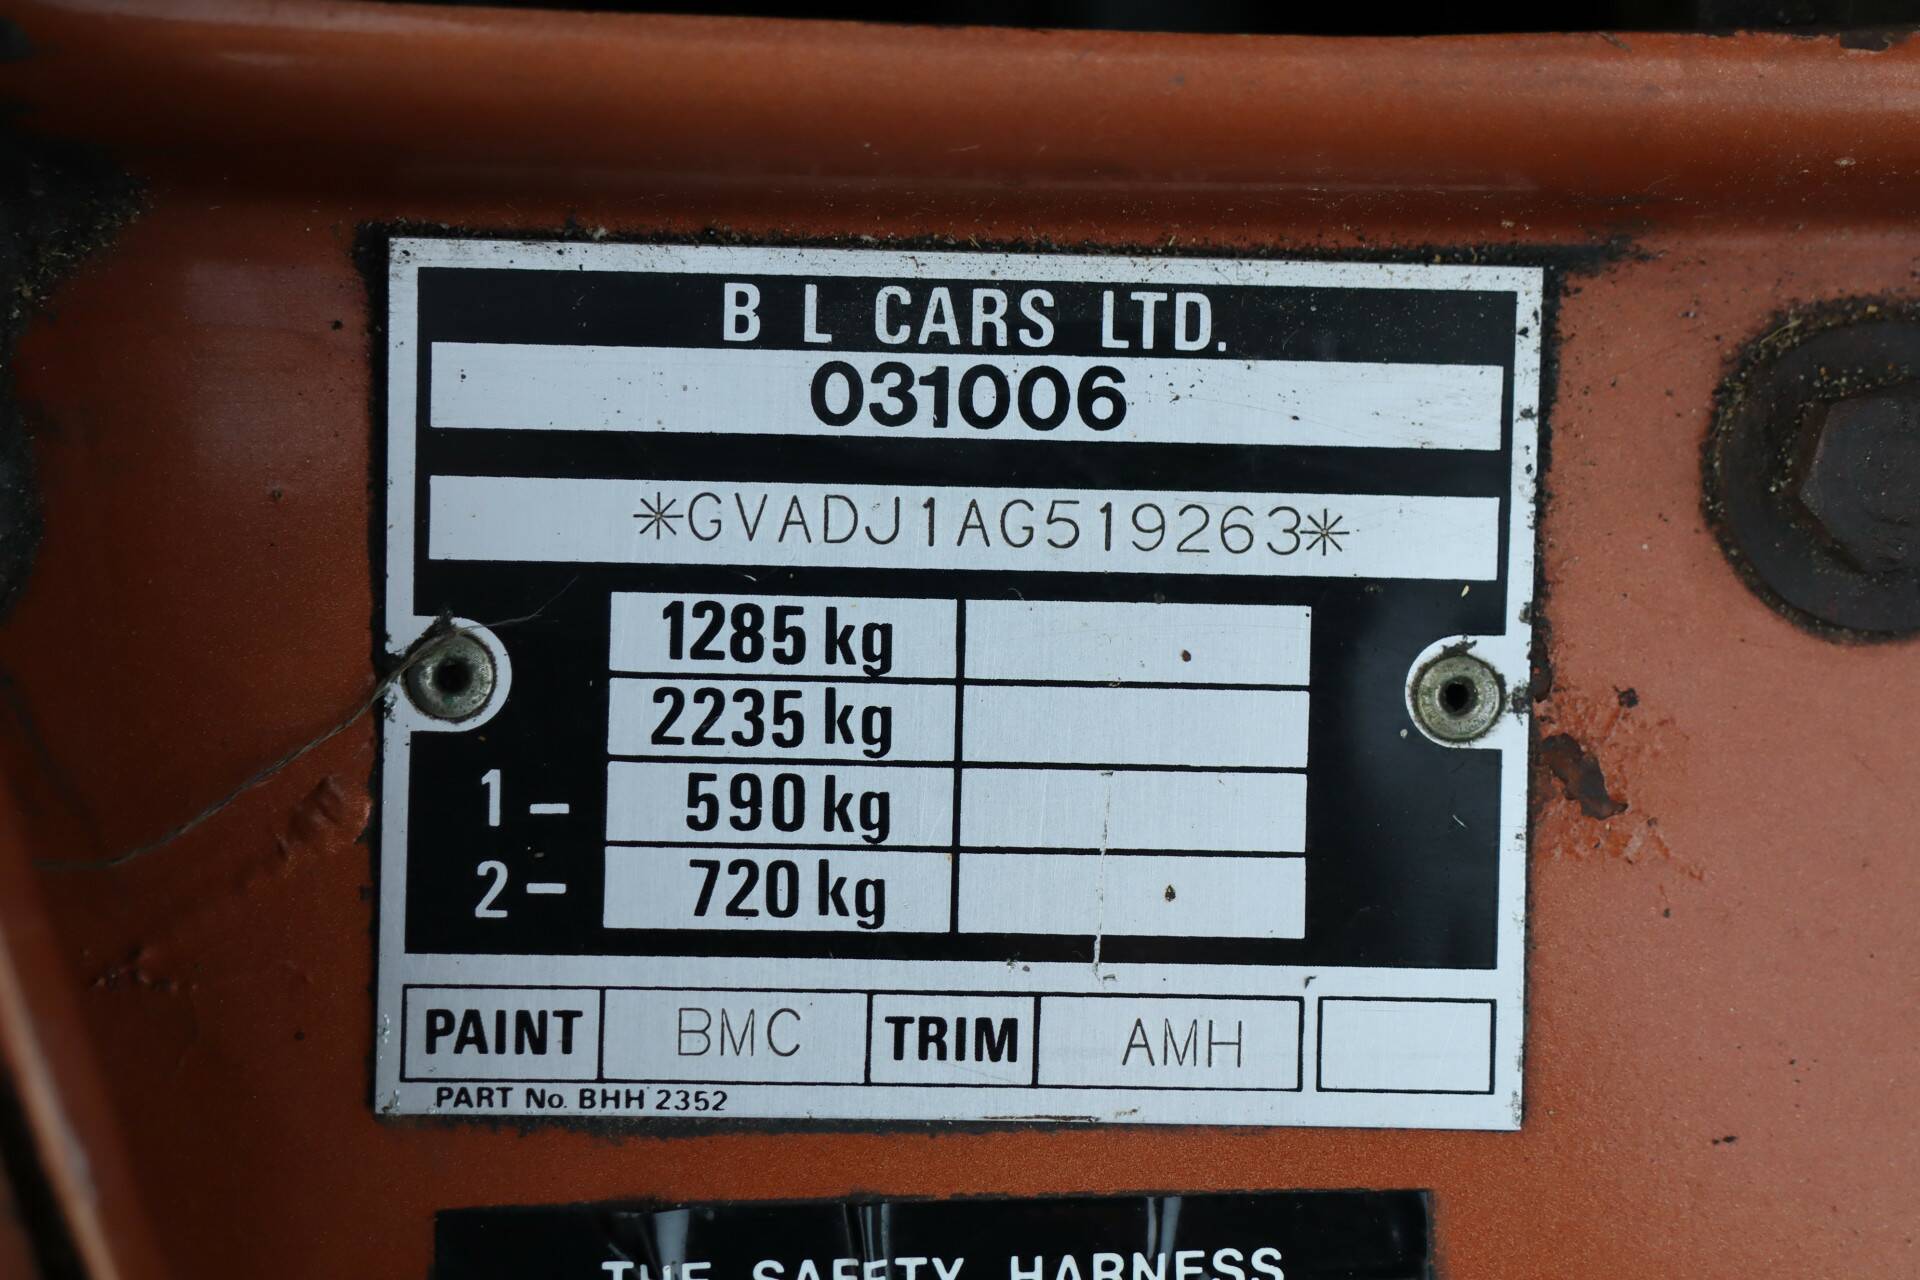 B L CARS LTD.
031006
*GVADJ1AG519263*
1285 kg
2235 kg
1- 590 kg
2- 720 kg
PAINT BMC TRIM AMH
PART No. BHH 2352
THE SAFETY HARNESS